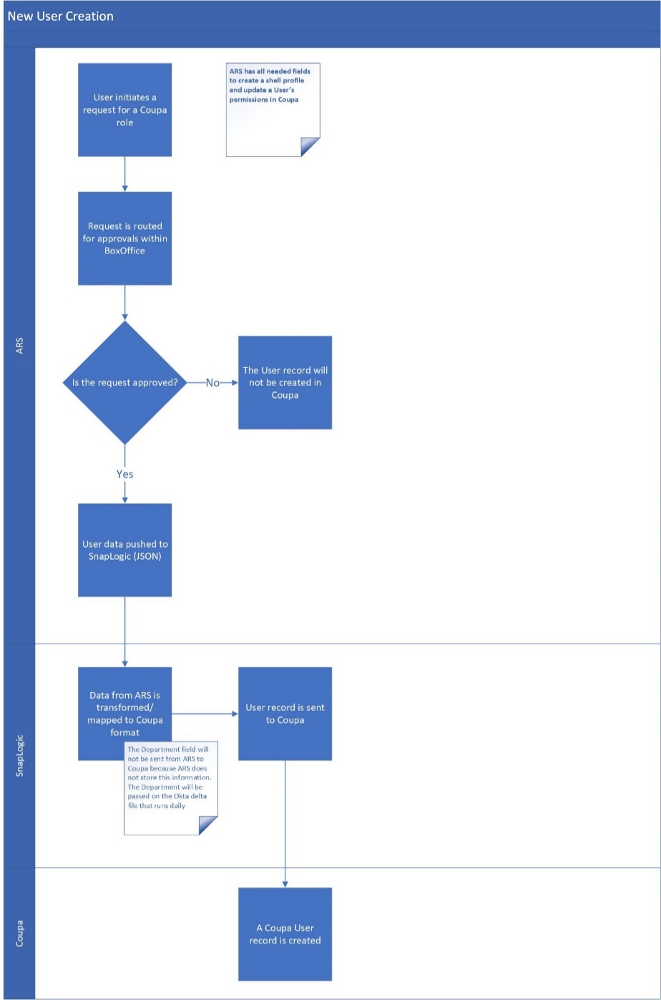 New User Creation
ARS
User initiates a
request for a Coupa
role
ARS has all needed fields
to create a shell profile
and update a User's
permissions in Coupa
Request is routed
for approvals within
BoxOffice
Is the request approved?
No
The User record will
not be created in
Coupa
Yes
User data pushed to
SnapLogic (JSON)
SnapLogic
Data from ARS is
transformed/
mapped to Coupa
format
User record is sent
to Coupa
The Department field will
not be sent from ARS to
Coupa because ARS does
not store this information.
The Department will be
passed on the Okta delta
file that runs daily
Coupa
A Coupa User
record is created